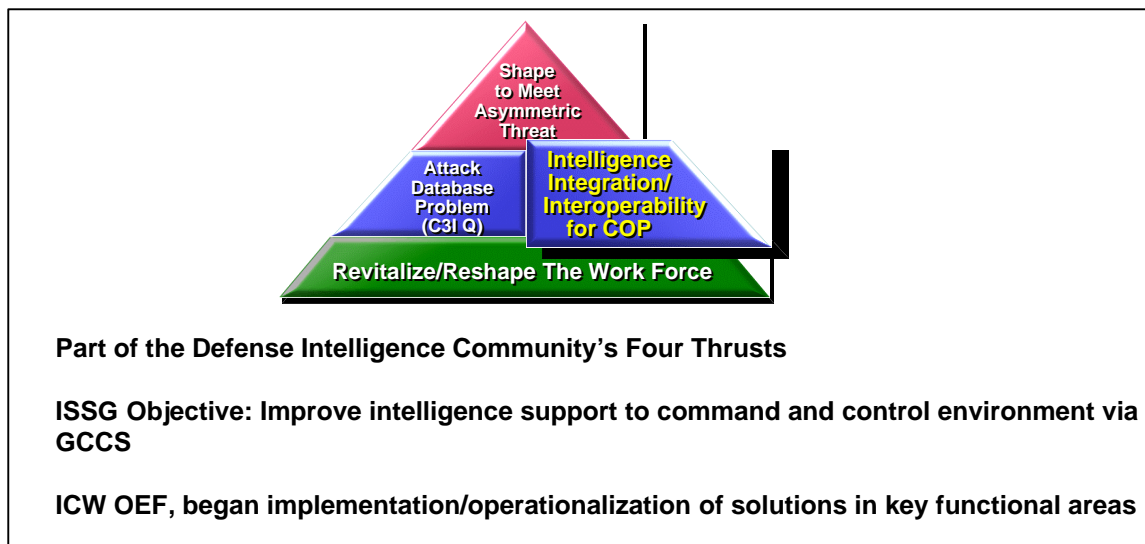 Shape
to Meet
Asymmetric
Threat
Attack
Database
Problem
(C3I Q)
Intelligence
Integration/
Interoperability
for COP
Revitalize/Reshape The Work Force
Part of the Defense Intelligence Community's Four Thrusts
ISSG Objective: Improve intelligence support to command and control environment via
GCCS
ICW OEF, began implementation/operationalization of solutions in key functional areas